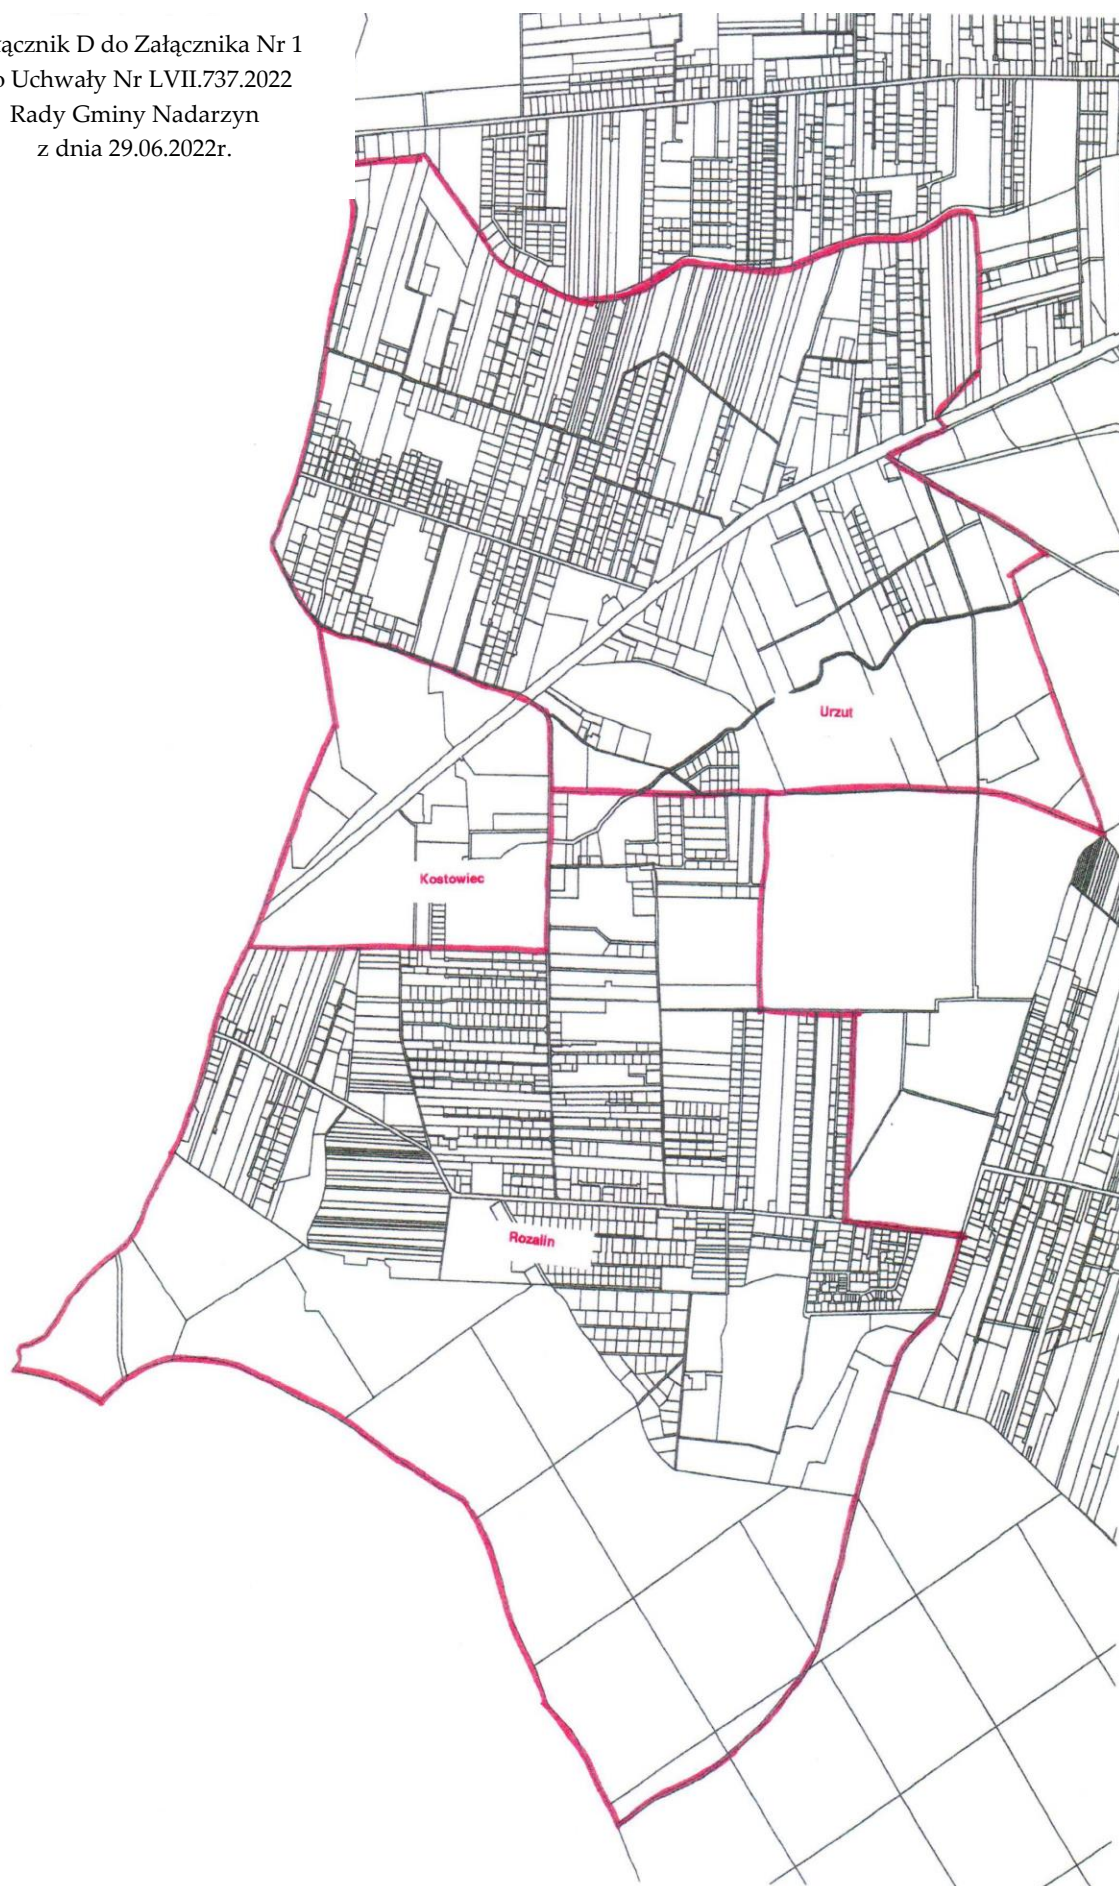 ącznik D do Załącznika Nr 1
o Uchwały Nr LVII.737.2022
Rady Gminy Nadarzyn
z dnia 29.06.2022r.
Urzut
Kostowiec
Rozalin